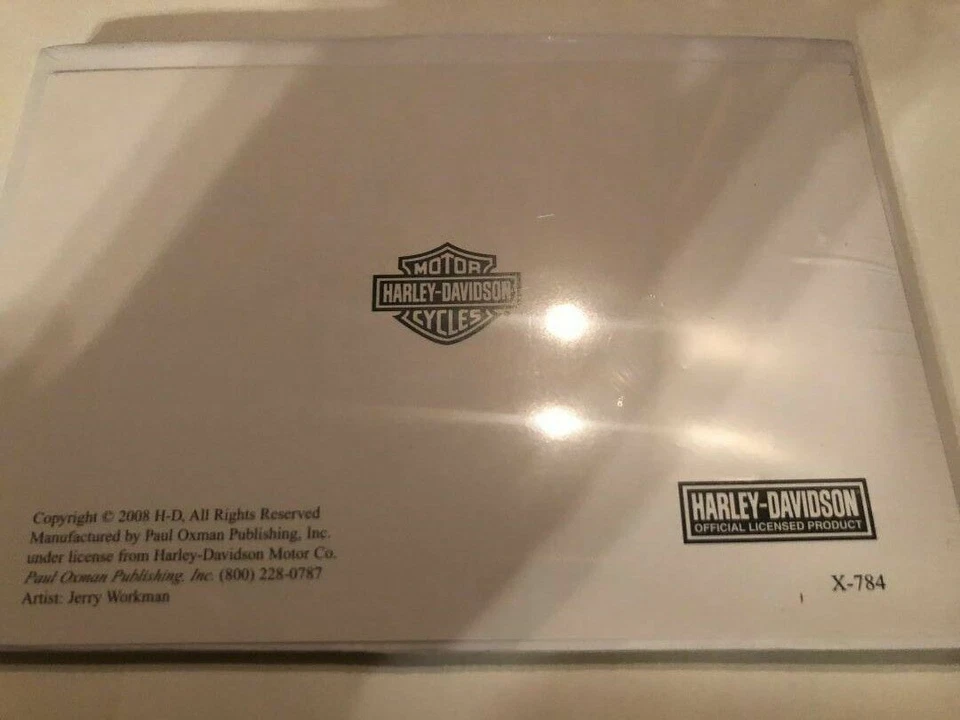 MOTOR
HARLEY-DAVIDSON
CYCLES
HARLEY-DAVIDSON
OFFICIAL LICENSED PRODUCT
Copyright © 2008 H-D, All Rights Reserved
Manufactured by Paul Oxman Publishing, Inc.
under license from Harley-Davidson Motor Co.
Paul Oxman Publishing, Inc. (800) 228-0787
Artist: Jerry Workman
X-784